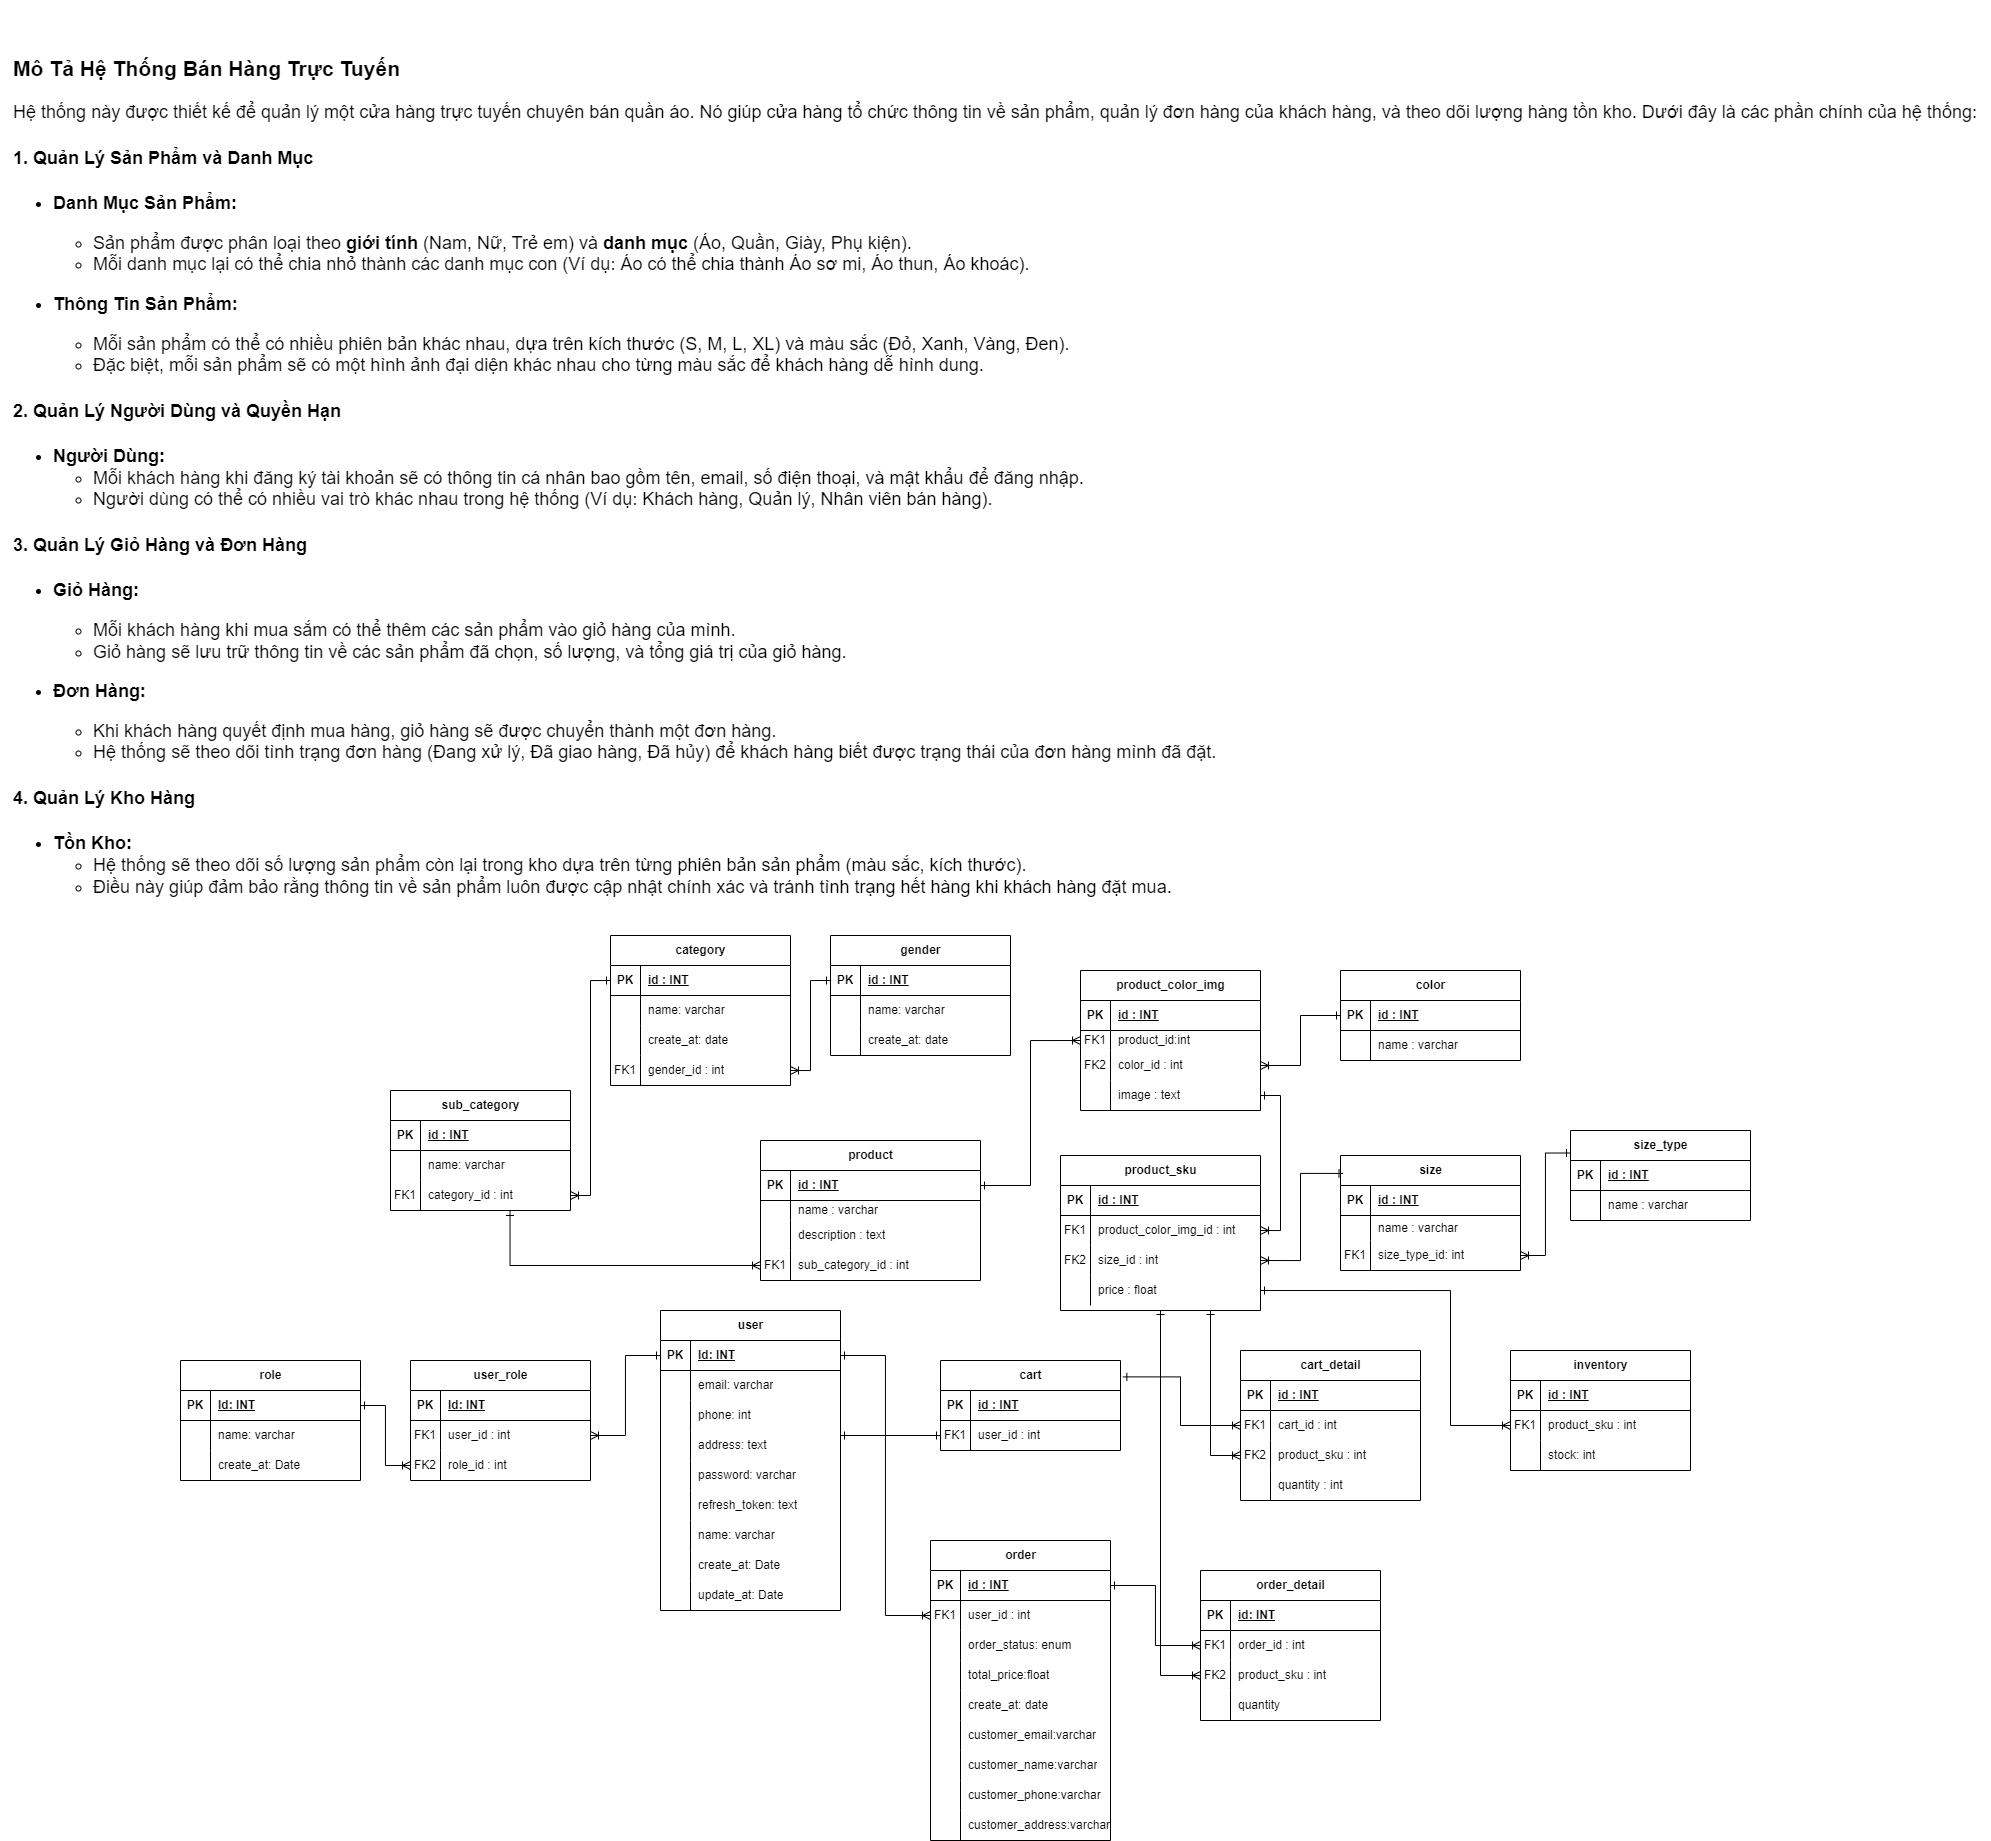 Mô Tả Hệ Thống Bán Hàng Trực Tuyến
Hệ thống này được thiết kế để quản lý một cửa hàng trực tuyến chuyên bán quần áo. Nó giúp cửa hàng tổ chức thông tin về sản phẩm, quản lý đơn hàng của khách hàng, và theo dõi lượng hàng tồn kho. Dưới đây là các phần chính của hệ thống:
1. Quản Lý Sản Phẩm và Danh Mục
• Danh Mục Sản Phẩm:
◦ Sản phẩm được phân loại theo giới tính (Nam, Nữ, Trẻ em) và danh mục (Áo, Quần, Giày, Phụ kiện).
◦ Mỗi danh mục lại có thể chia nhỏ thành các danh mục con (Ví dụ: Áo có thể chia thành Áo sơ mi, Áo thun, Áo khoác).
• Thông Tin Sản Phẩm:
◦ Mỗi sản phẩm có thể có nhiều phiên bản khác nhau, dựa trên kích thước (S, M, L, XL) và màu sắc (Đỏ, Xanh, Vàng, Đen).
◦ Đặc biệt, mỗi sản phẩm sẽ có một hình ảnh đại diện khác nhau cho từng màu sắc để khách hàng dễ hình dung.
2. Quản Lý Người Dùng và Quyền Hạn
• Người Dùng:
◦ Mỗi khách hàng khi đăng ký tài khoản sẽ có thông tin cá nhân bao gồm tên, email, số điện thoại, và mật khẩu để đăng nhập.
◦ Người dùng có thể có nhiều vai trò khác nhau trong hệ thống (Ví dụ: Khách hàng, Quản lý, Nhân viên bán hàng).
3. Quản Lý Giỏ Hàng và Đơn Hàng
• Giỏ Hàng:
◦ Mỗi khách hàng khi mua sắm có thể thêm các sản phẩm vào giỏ hàng của mình.
◦ Giỏ hàng sẽ lưu trữ thông tin về các sản phẩm đã chọn, số lượng, và tổng giá trị của giỏ hàng.
• Đơn Hàng:
◦ Khi khách hàng quyết định mua hàng, giỏ hàng sẽ được chuyển thành một đơn hàng.
◦ Hệ thống sẽ theo dõi tình trạng đơn hàng (Đang xử lý, Đã giao hàng, Đã hủy) để khách hàng biết được trạng thái của đơn hàng mình đã đặt.
4. Quản Lý Kho Hàng
• Tồn Kho:
◦ Hệ thống sẽ theo dõi số lượng sản phẩm còn lại trong kho dựa trên từng phiên bản sản phẩm (màu sắc, kích thước).
◦ Điều này giúp đảm bảo rằng thông tin về sản phẩm luôn được cập nhật chính xác và tránh tình trạng hết hàng khi khách hàng đặt mua.
category
PK id : INT
name: varchar
create_at: date
FK1 gender_id : int
gender
PK id : INT
name: varchar
create_at: date
product_color_img
PK id : INT
FK1 product_id:int
FK2 color_id : int
image : text
color
PK id : INT
name : varchar
sub_category
PK id : INT
name: varchar
FK1 category_id : int
product
PK id : INT
name : varchar
description : text
FK1 sub_category_id : int
product_sku
PK id : INT
FK1 product_color_img_id : int
FK2 size_id : int
price : float
size
PK id : INT
name : varchar
FK1 size_type_id: int
size_type
PK id : INT
name : varchar
role
PK Id: INT
name: varchar
create_at: Date
user_role
PK Id: INT
FK1 user_id : int
FK2 role_id : int
user
PK Id: INT
email: varchar
phone: int
address: text
password: varchar
refresh_token: text
name: varchar
create_at: Date
update_at: Date
cart
PK id : INT
FK1 user_id : int
cart_detail
PK id : INT
FK1 cart_id : int
FK2 product_sku : int
quantity : int
inventory
PK id : INT
FK1 product_sku : int
stock: int
order
PK id : INT
FK1 user_id : int
order_status: enum
total_price:float
create_at: date
customer_email:varchar
customer_name:varchar
customer_phone:varchar
customer_address:varchar
order_detail
PK id: INT
FK1 order_id : int
FK2 product_sku : int
quantity